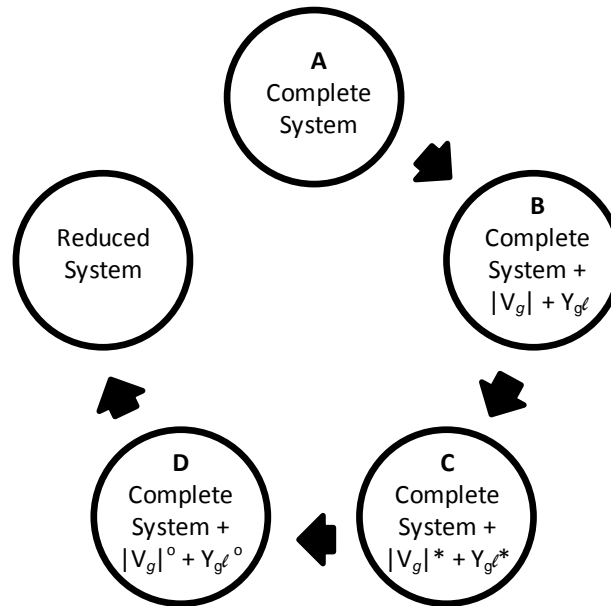 A
Complete
System
B
Complete
System +
|V_g| + Y_gℓ
C
Complete
System +
|V_g|* + Y_gℓ*
D
Complete
System +
|V_g|° + Y_gℓ°
Reduced
System